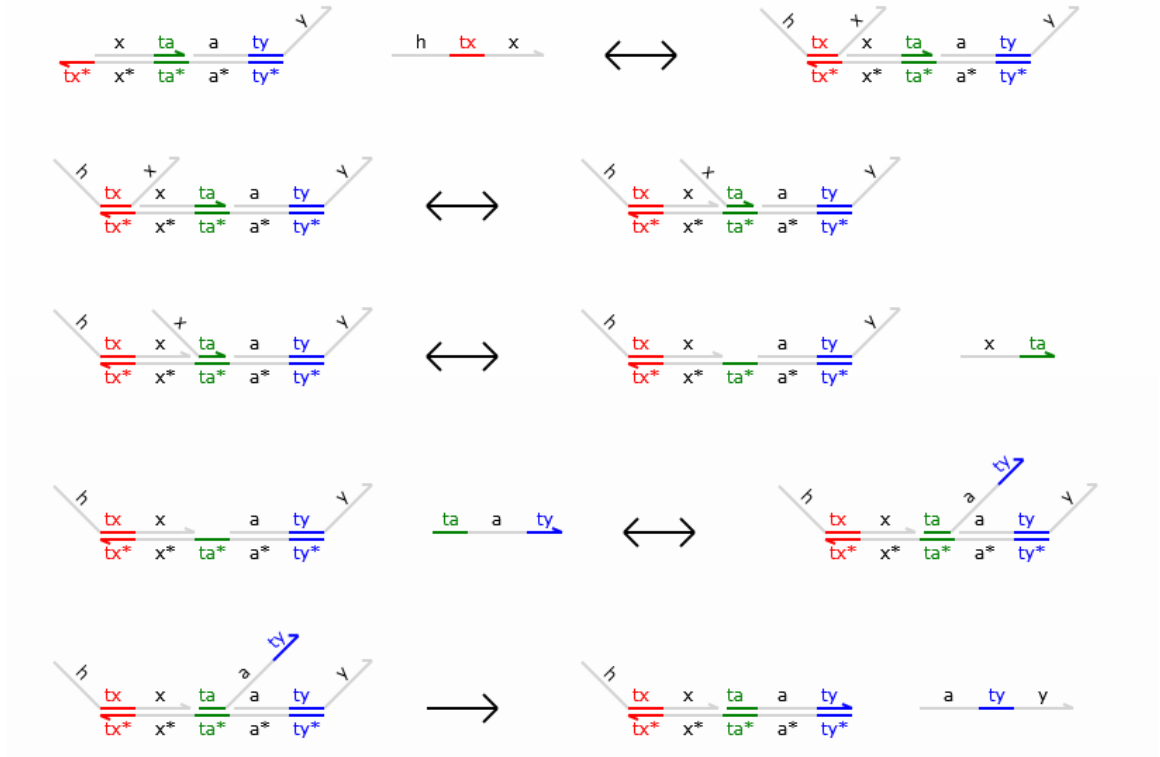 y y
h x
x ta a ty h tx x tx x ta a ty
tx* x* ta* a* ty* tx* x* ta* a* ty*
h x y h x y
tx x ta a ty tx x ta a ty
tx* x* ta* a* ty* tx* x* ta* a* ty*
h x y h y
tx x ta a ty tx x a ty x ta
tx* x* ta* a* ty* tx* x* ta* a* ty*
ty
h y h a y
tx x a ty ta a ty tx x ta a ty
tx* x* ta* a* ty* tx* x* ta* a* ty*
ty
h a y h
tx x ta a ty tx x ta a ty a ty y
tx* x* ta* a* ty* tx* x* ta* a* ty*